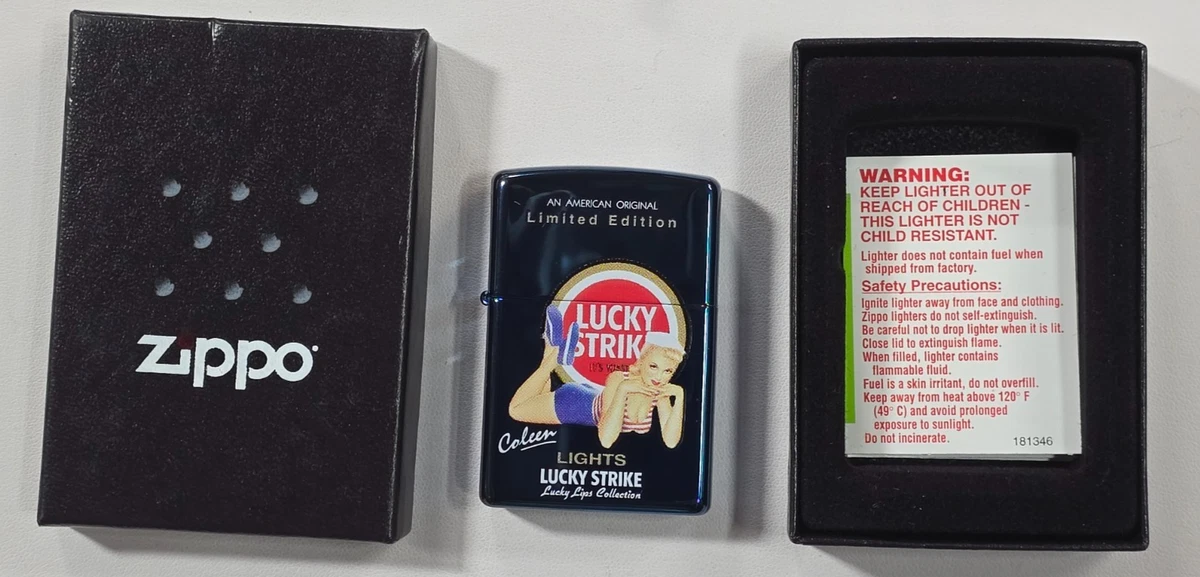 Zippo
AN AMERICAN ORIGINAL
Limited Edition
LUCKY
STRIK
Coleen
LIGHTS
LUCKY STRIKE
Lucky Lips Collection
WARNING:
KEEP LIGHTER OUT OF
REACH OF CHILDREN -
THIS LIGHTER IS NOT
CHILD RESISTANT.
Lighter does not contain fuel when
shipped from factory.
Safety Precautions:
Ignite lighter away from face and clothing.
Zippo lighters do not self-extinguish.
Be careful not to drop lighter when it is lit.
Close lid to extinguish flame.
When filled, lighter contains
flammable fluid.
Fuel is a skin irritant, do not overfill.
Keep away from heat above 120° F
(49° C) and avoid prolonged
exposure to sunlight.
Do not incinerate.
181346